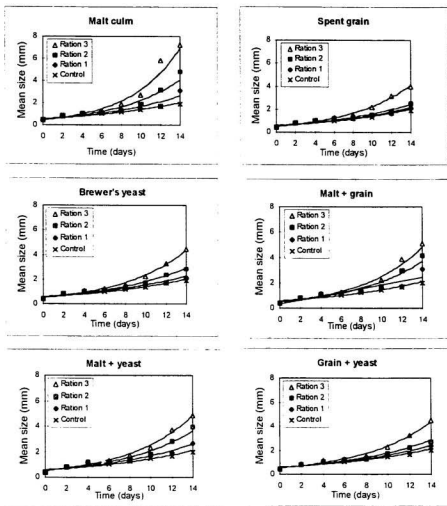 Malt culm
Mean size (mm)
8
6
4
2
0
Ration 3
Ration 2
Ration 1
Control
0 2 4 6 8 10 12 14
Time (days)
Spent grain
Mean size (mm)
8
6
4
2
0
Ration 3
Ration 2
Ration 1
Control
0 2 4 6 8 10 12 14
Time (days)
Brewer's yeast
Mean size (mm)
8
6
4
2
0
Ration 3
Ration 2
Ration 1
Control
0 2 4 6 8 10 12 14
Time (days)
Malt + grain
Mean size (mm)
8
6
4
2
0
Ration 3
Ration 2
Ration 1
Control
0 2 4 6 8 10 12 14
Time (days)
Malt + yeast
Mean size (mm)
8
6
4
2
0
Ration 3
Ration 2
Ration 1
Control
0 2 4 6 8 10 12 14
Time (days)
Grain + yeast
Mean size (mm)
8
6
4
2
0
Ration 3
Ration 2
Ration 1
Control
0 2 4 6 8 10 12 14
Time (days)